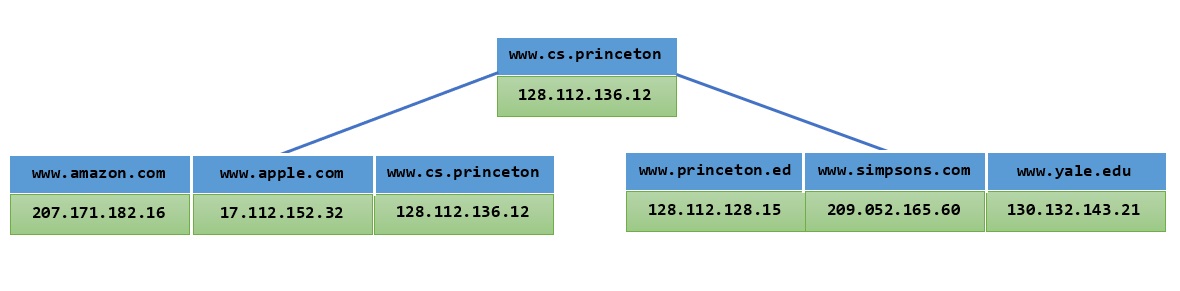 www.cs.princeton
128.112.136.12
www.amazon.com www.apple.com www.cs.princeton
207.171.182.16 17.112.152.32 128.112.136.12
www.princeton.ed www.simpsons.com www.yale.edu
128.112.128.15 209.052.165.60 130.132.143.21